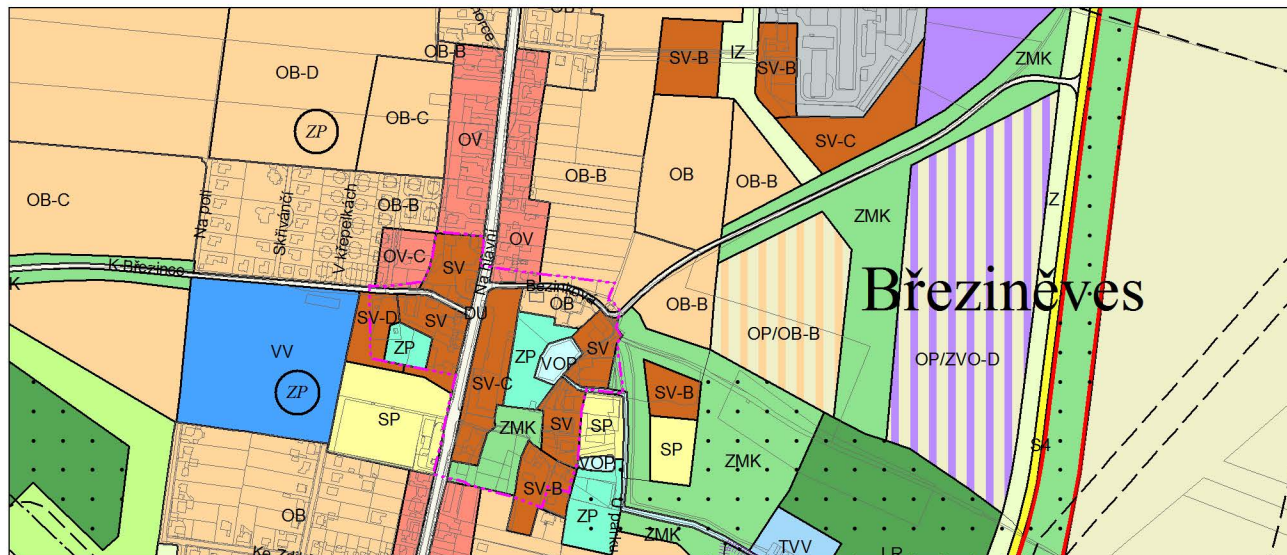 OB-B
IZ
SV-B
SV-B
ZMK
OB-D
ZP
OB-C
OV
SV-C
OB-B
OB
OB-B
OB-C
Na poli
Skřivánčí
V křepelkách
OB-B
ZMK
IZ
OV-C
OV
SV
Na hlavní
K Březince
K
Březiněves
OB
OB-B
SV-D
SV
DU
ZP
VV
ZP
ZP
VOP
SV
OP/OB-B
OP/ZVO-D
SV-C
SV-B
SP
ZMK
SV
SP
SP
ZMK
S4
VOP
SV-B
OB
ZP
ZMK
TVV
LR